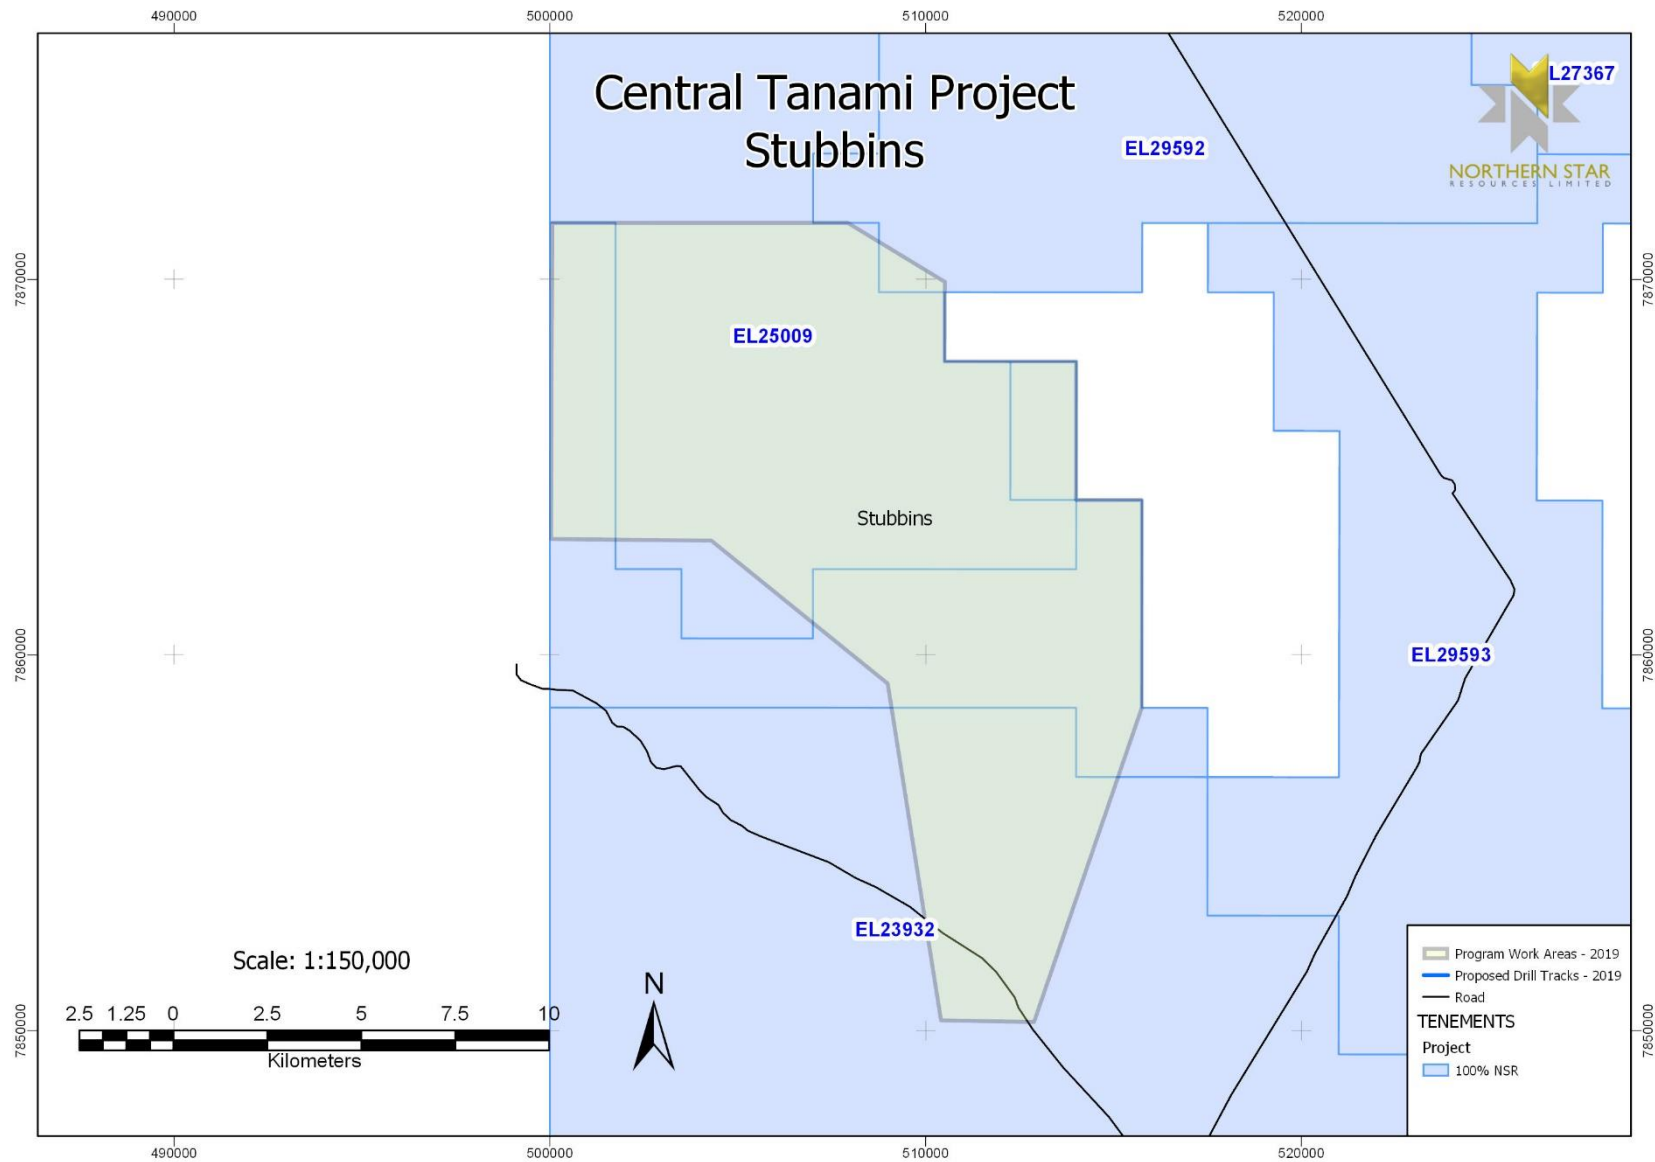 490000
500000
510000
520000
Central Tanami Project
Stubbins
L27367
EL29592
NORTHERN STAR
RESOURCES LIMITED
7870000
7870000
EL25009
Stubbins
7860000
7860000
EL29593
EL23932
Scale: 1:150,000
N
2.5 1.25 0 2.5 5 7.5 10
Kilometers
7850000
7850000
Program Work Areas - 2019
Proposed Drill Tracks - 2019
Road
TENEMENTS
Project
100% NSR
490000
500000
510000
520000